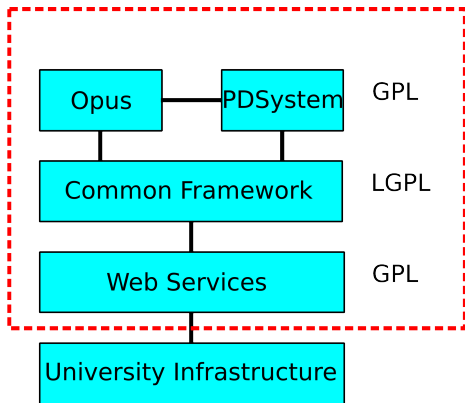 Opus PDSystem GPL
Common Framework LGPL
Web Services GPL
University Infrastructure